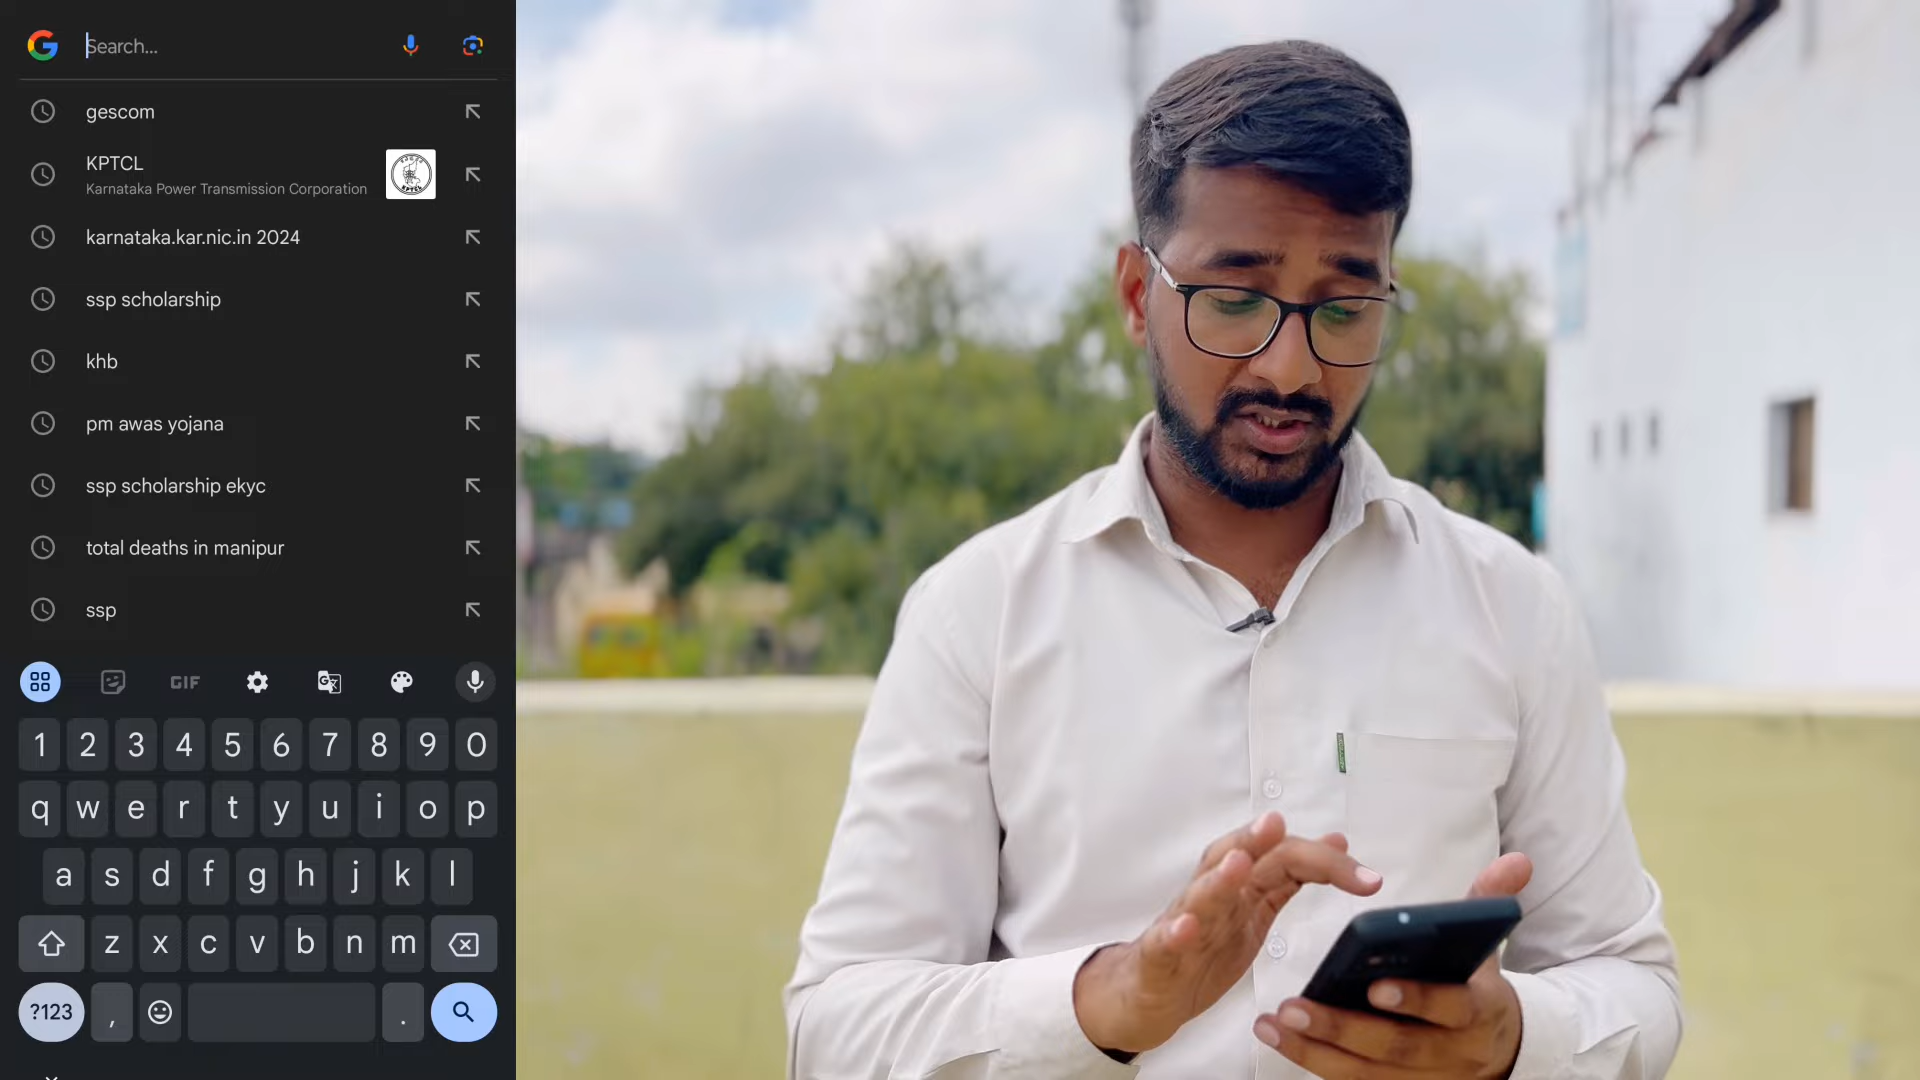 Search...
gescom
KPTCL
Karnataka Power Transmission Corporation
karnataka.kar.nic.in 2024
ssp scholarship
khb
pm awas yojana
ssp scholarship ekyc
total deaths in manipur
ssp
GIF
1 2 3 4 5 6 7 8 9 0
q w e r t y u i o p
a s d f g h j k l
z x c v b n m
?123 , .